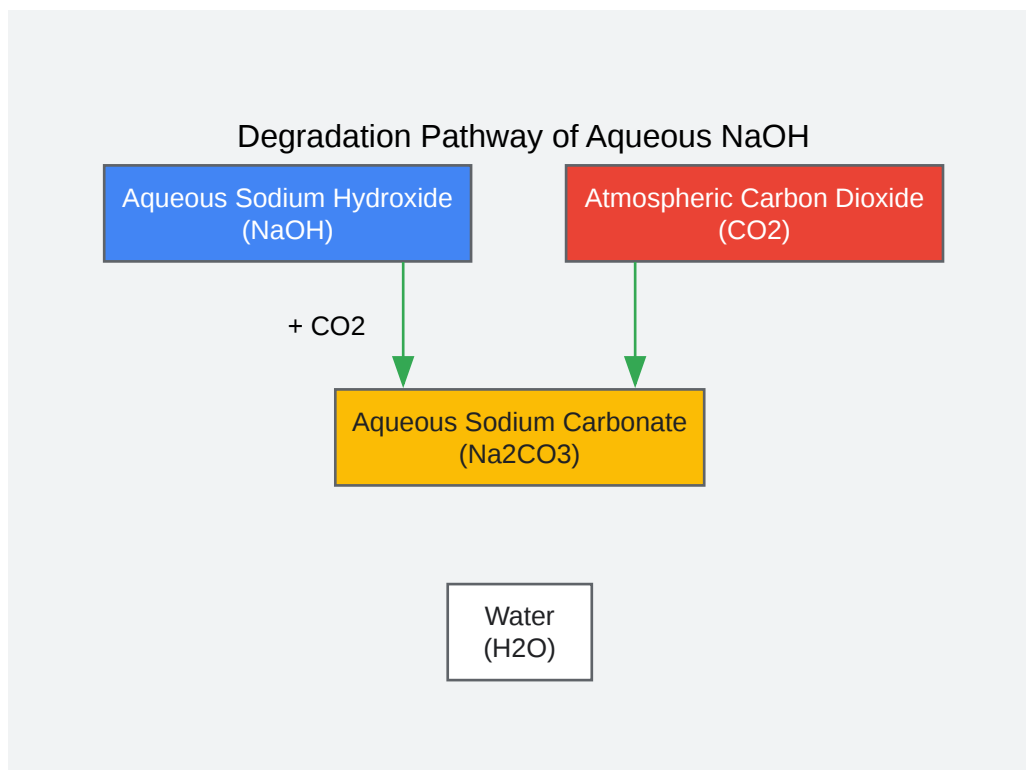 Degradation Pathway of Aqueous NaOH
Aqueous Sodium Hydroxide
(NaOH)
Atmospheric Carbon Dioxide
(CO2)
+ CO2
Aqueous Sodium Carbonate
(Na2CO3)
Water
(H2O)